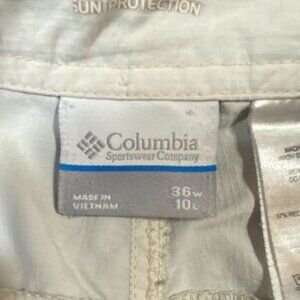 SUN PROTECTION
Columbia
Sportswear Company
MADE IN
VIETNAM
36W
10L